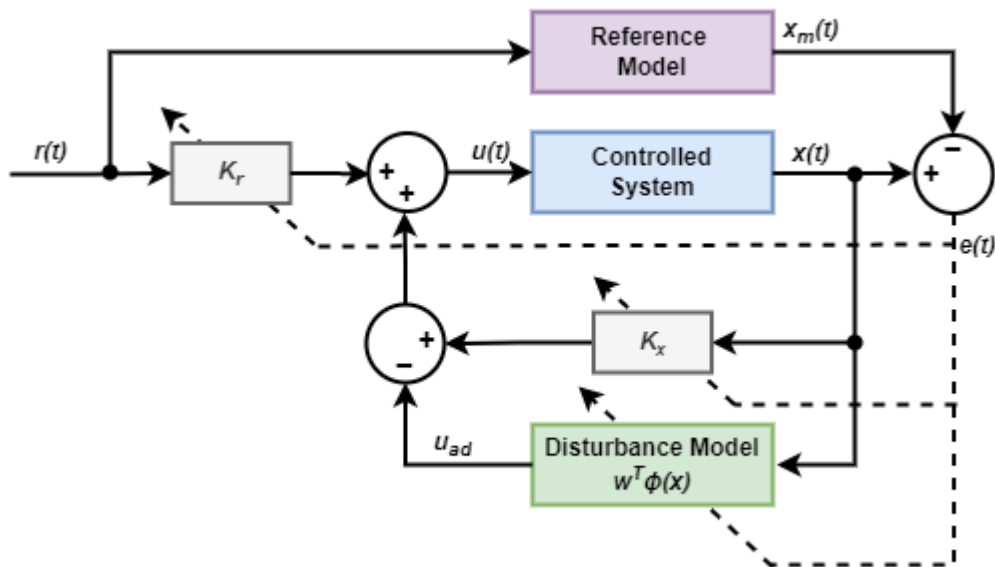 Reference
Model
x_m(t)
r(t)
K_r
+
+
u(t)
Controlled
System
x(t)
−
+
e(t)
+
−
K_x
u_ad
Disturbance Model
w^T ϕ(x)